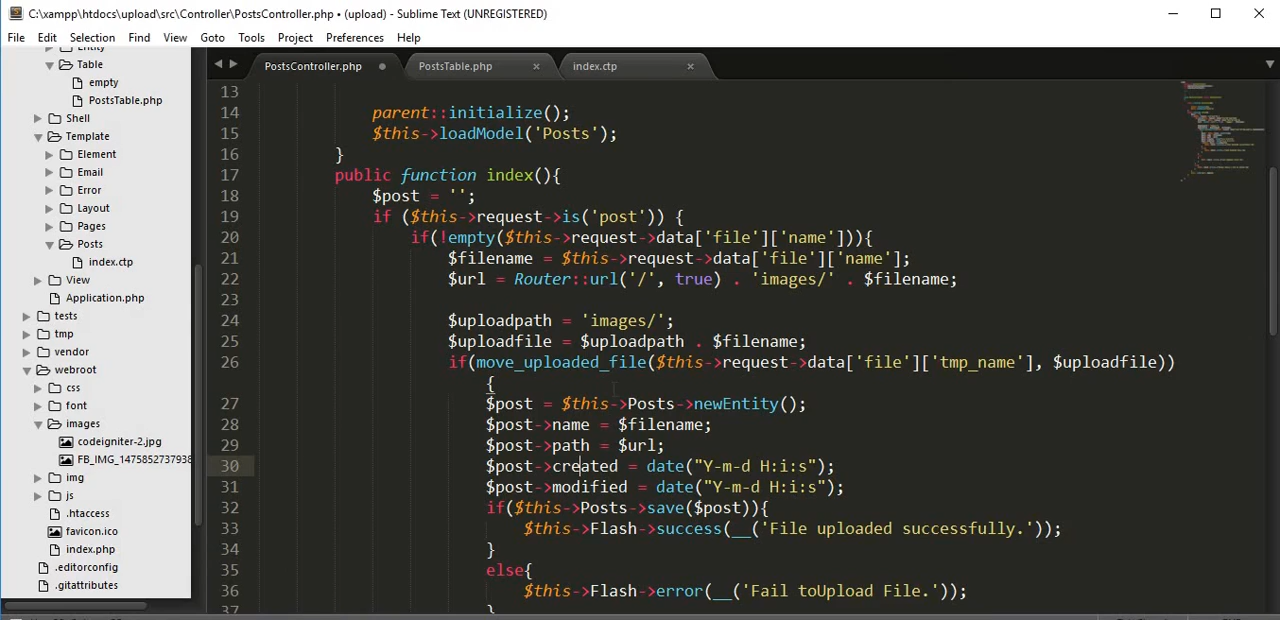 C:\xampp\htdocs\upload\src\Controller\PostsController.php • (upload) - Sublime Text (UNREGISTERED)
File Edit Selection Find View Goto Tools Project Preferences Help
Entity
Table
empty
PostsTable.php
Shell
Template
Element
Email
Error
Layout
Pages
Posts
index.ctp
View
Application.php
tests
tmp
vendor
webroot
css
font
images
codeigniter-2.jpg
FB_IMG_1475852737938
img
js
.htaccess
favicon.ico
index.php
.editorconfig
.gitattributes
PostsController.php PostsTable.php index.ctp
13
14 parent::initialize();
15 $this->loadModel('Posts');
16 }
17 public function index(){
18 $post = '';
19 if ($this->request->is('post')) {
20 if(!empty($this->request->data['file']['name'])){
21 $filename = $this->request->data['file']['name'];
22 $url = Router::url('/', true) . 'images/' . $filename;
23
24 $uploadpath = 'images/';
25 $uploadfile = $uploadpath . $filename;
26 if(move_uploaded_file($this->request->data['file']['tmp_name'], $uploadfile))
{
27 $post = $this->Posts->newEntity();
28 $post->name = $filename;
29 $post->path = $url;
30 $post->created = date("Y-m-d H:i:s");
31 $post->modified = date("Y-m-d H:i:s");
32 if($this->Posts->save($post)){
33 $this->Flash->success(__('File uploaded successfully.'));
34 }
35 else{
36 $this->Flash->error(__('Fail toUpload File.'));
37 }